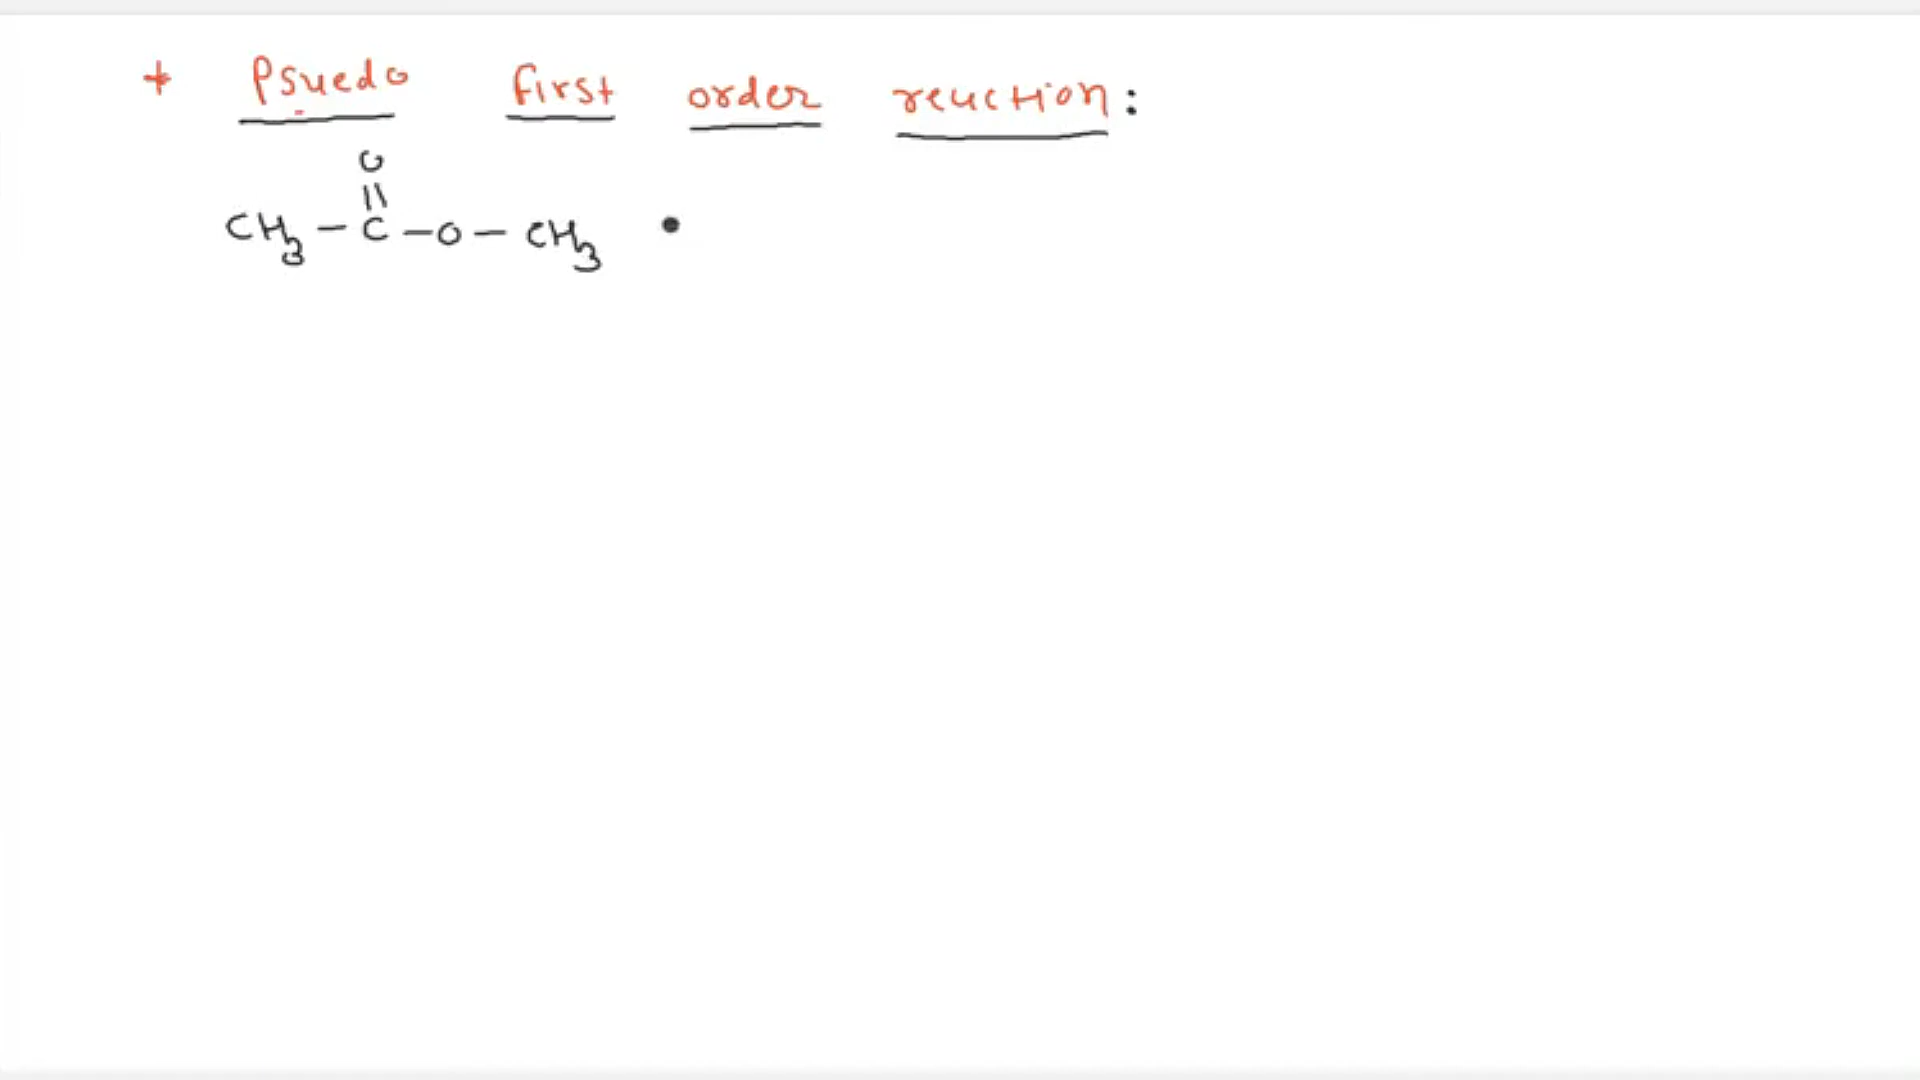 * Psuedo first order reaction:
O
||
CH3 - C - O - CH3